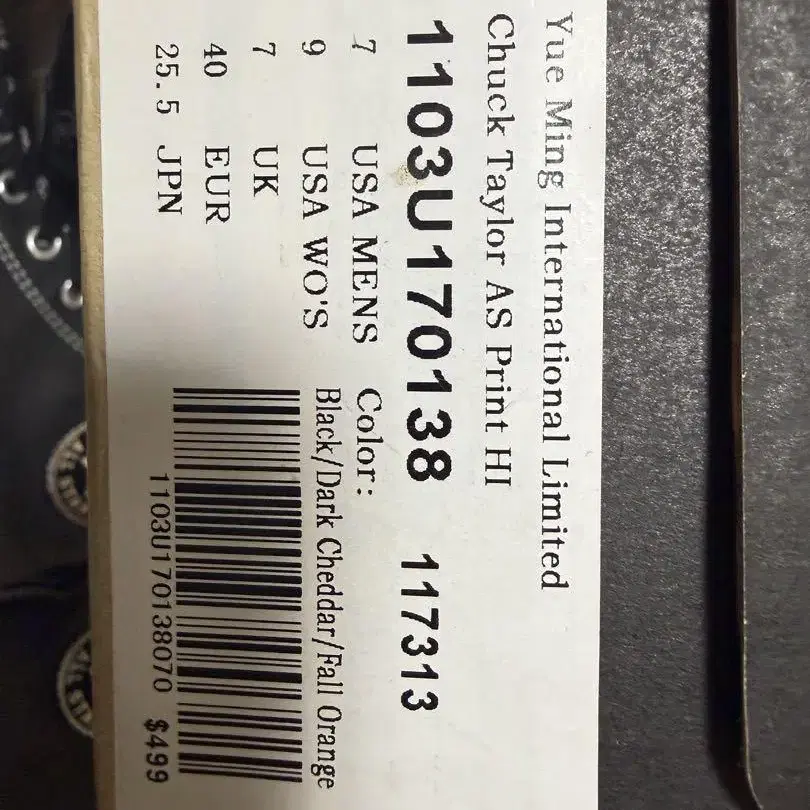 Yue Ming International Limited
Chuck Taylor AS Print HI
1103U170138 117313
7 USA MENS
9 USA WO'S
7 UK
40 EUR
25.5 JPN
Color:
Black/Dark Cheddar/Fall Orange
1103U170138070 $499